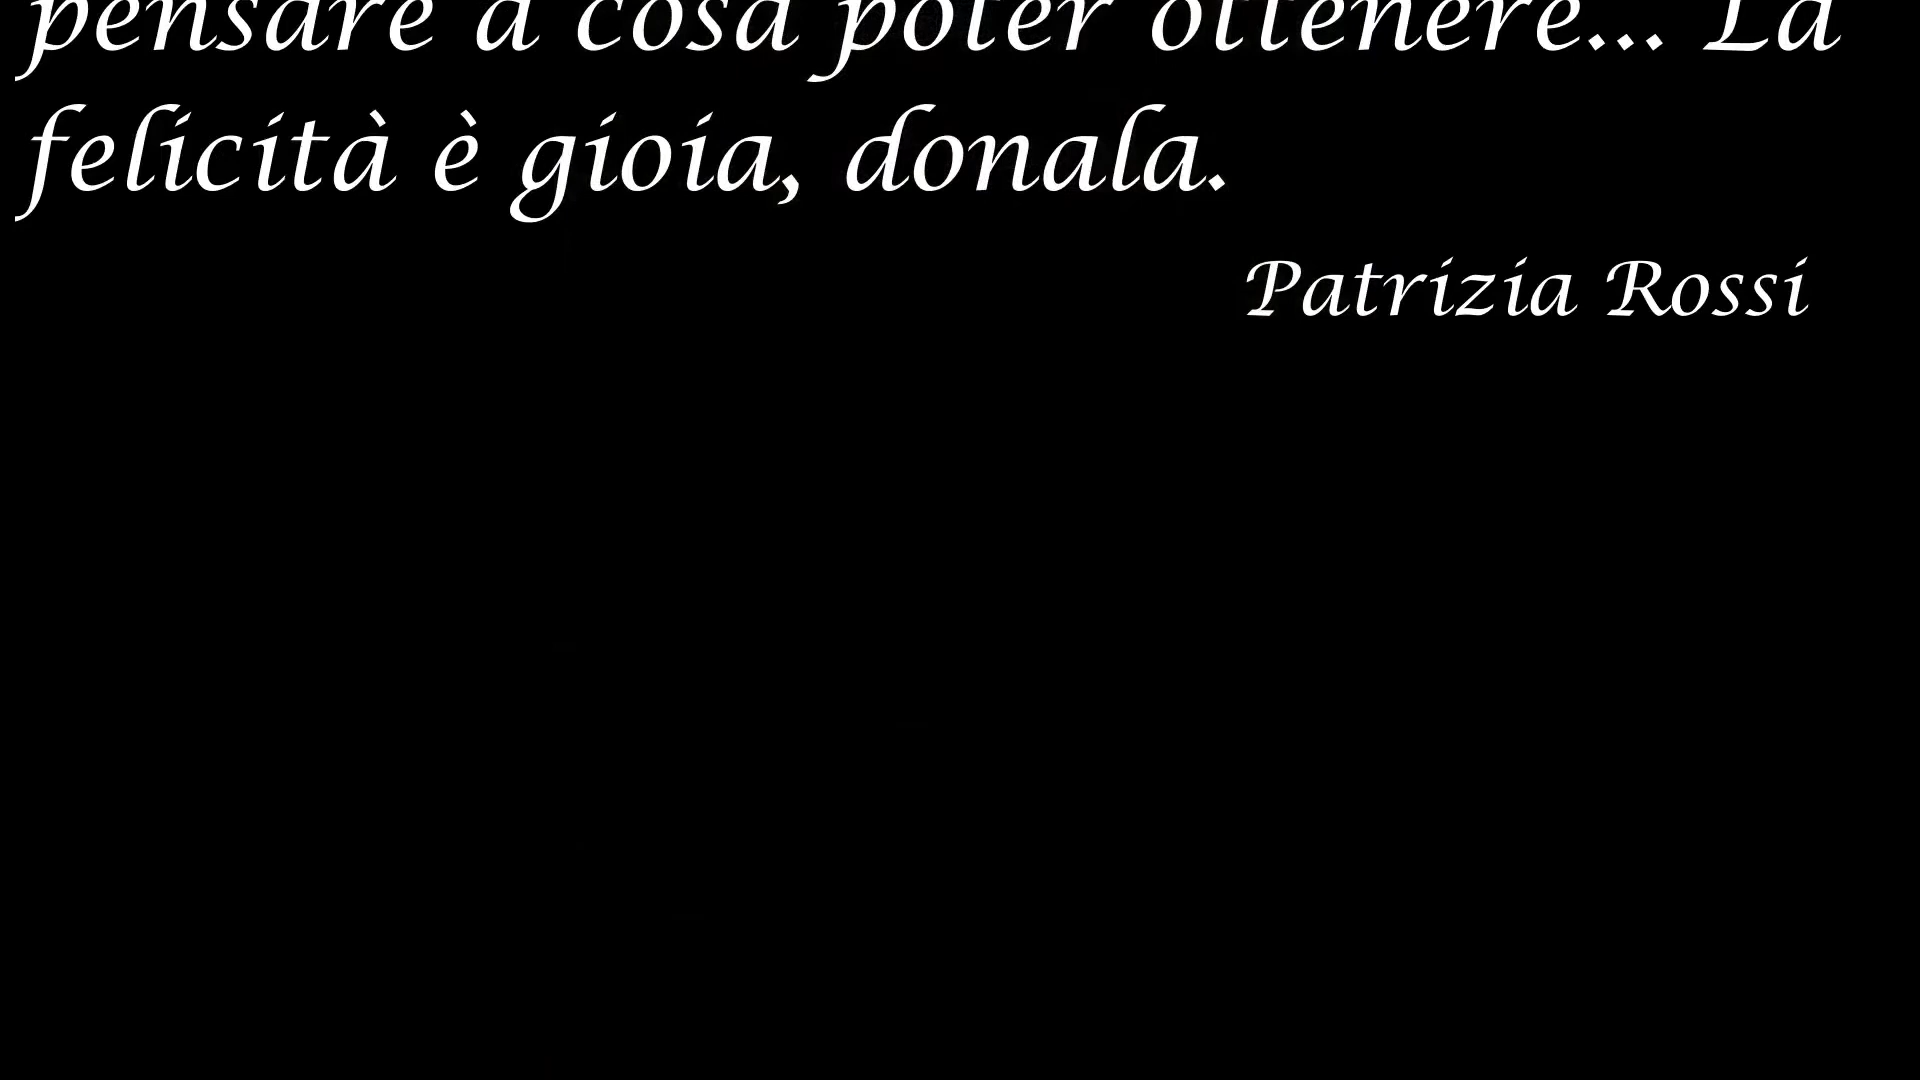 pensare a cosa poter ottenere... La
felicità è gioia, donala.
Patrizia Rossi